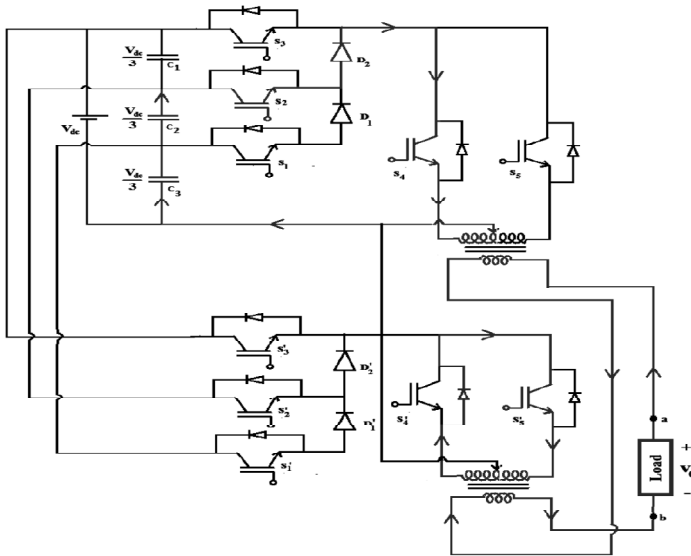 S3
D2
Vdc/3
C1
S2
D1
Vdc
Vdc/3
C2
S1
S4
S5
Vdc/3
C3
S'3
D'2
S'2
D'1
S'4
S'1
a
Load
+
−
b